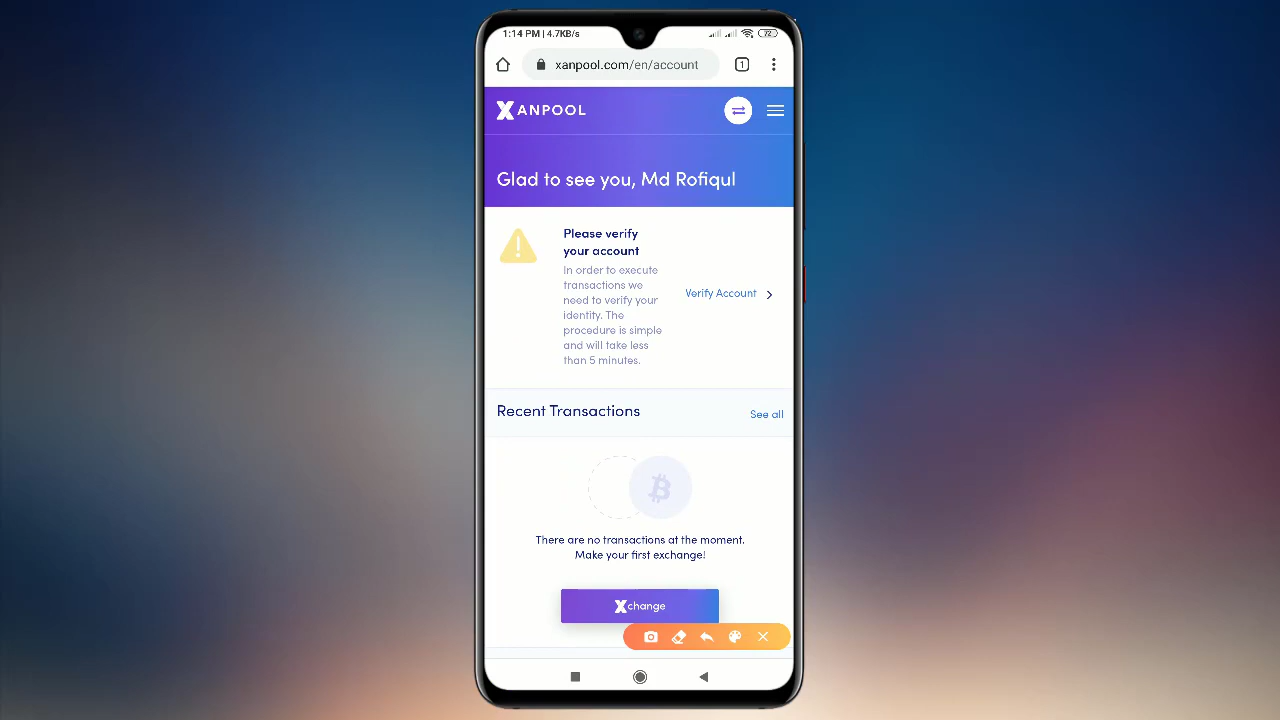 1:14 PM | 4.7KB/s
72
xanpool.com/en/account
1
XANPOOL
Glad to see you, Md Rofiqul
Please verify
your account
In order to execute
transactions we
need to verify your
identity. The
procedure is simple
and will take less
than 5 minutes.
Verify Account
Recent Transactions
See all
There are no transactions at the moment.
Make your first exchange!
Xchange